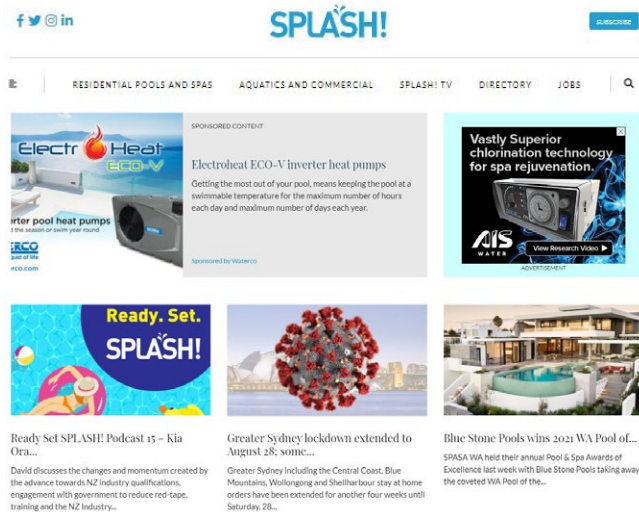 SPLASH!
SUBSCRIBE
RESIDENTIAL POOLS AND SPAS
AQUATICS AND COMMERCIAL
SPLASH! TV
DIRECTORY
JOBS
Electro Heat
ECO-V
rter pool heat pumps
t the season or swim year round
ERCO
quid of life
rco.com
SPONSORED CONTENT
Electroheat ECO-V inverter heat pumps
Getting the most out of your pool, means keeping the pool at a
swimmable temperature for the maximum number of hours
each day and maximum number of days each year.
Sponsored by Waterco
Vastly Superior
chlorination technology
for spa rejuvenation.
AIS
WATER
View Research Video
ADVERTISEMENT
Ready. Set.
SPLASH!
Ready Set SPLASH! Podcast 15 – Kia
Ora...
David discusses the changes and momentum created by
the advance towards NZ industry qualifications,
engagement with government to reduce red-tape,
training and the NZ Industry...
Greater Sydney lockdown extended to
August 28; some...
Greater Sydney including the Central Coast, Blue
Mountains, Wollongong and Shellharbour stay at home
orders have been extended for another four weeks until
Saturday, 28...
Blue Stone Pools wins 2021 WA Pool of...
SPASA WA held their annual Pool & Spa Awards of
Excellence last week with Blue Stone Pools taking away
the coveted WA Pool of the...